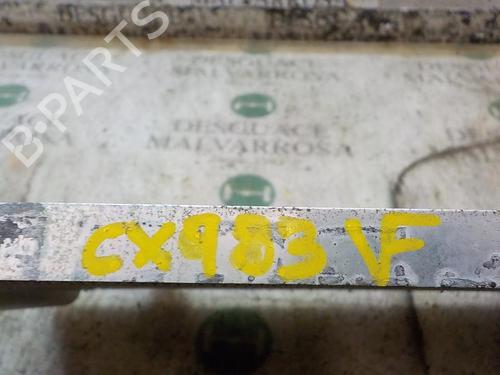 B-PARTS
DESGUACE
MALVARROSA
DESGUACE
MALVARROSA
CX983 VF